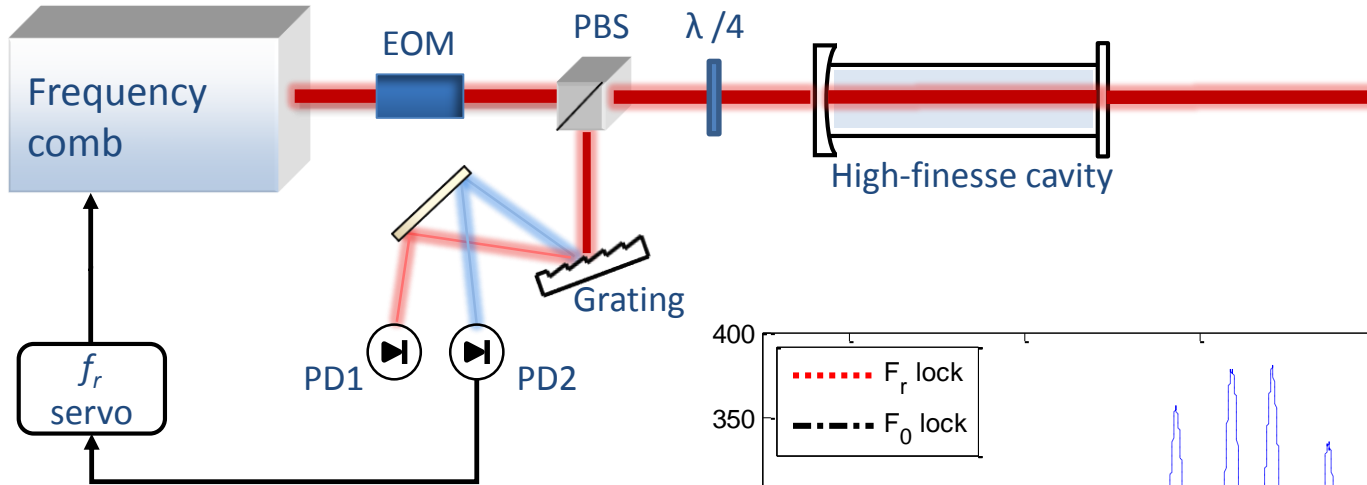 EOM
PBS
λ /4
Frequency
comb
High-finesse cavity
Grating
PD1
PD2
fr
servo
400
350
Fr lock
F0 lock